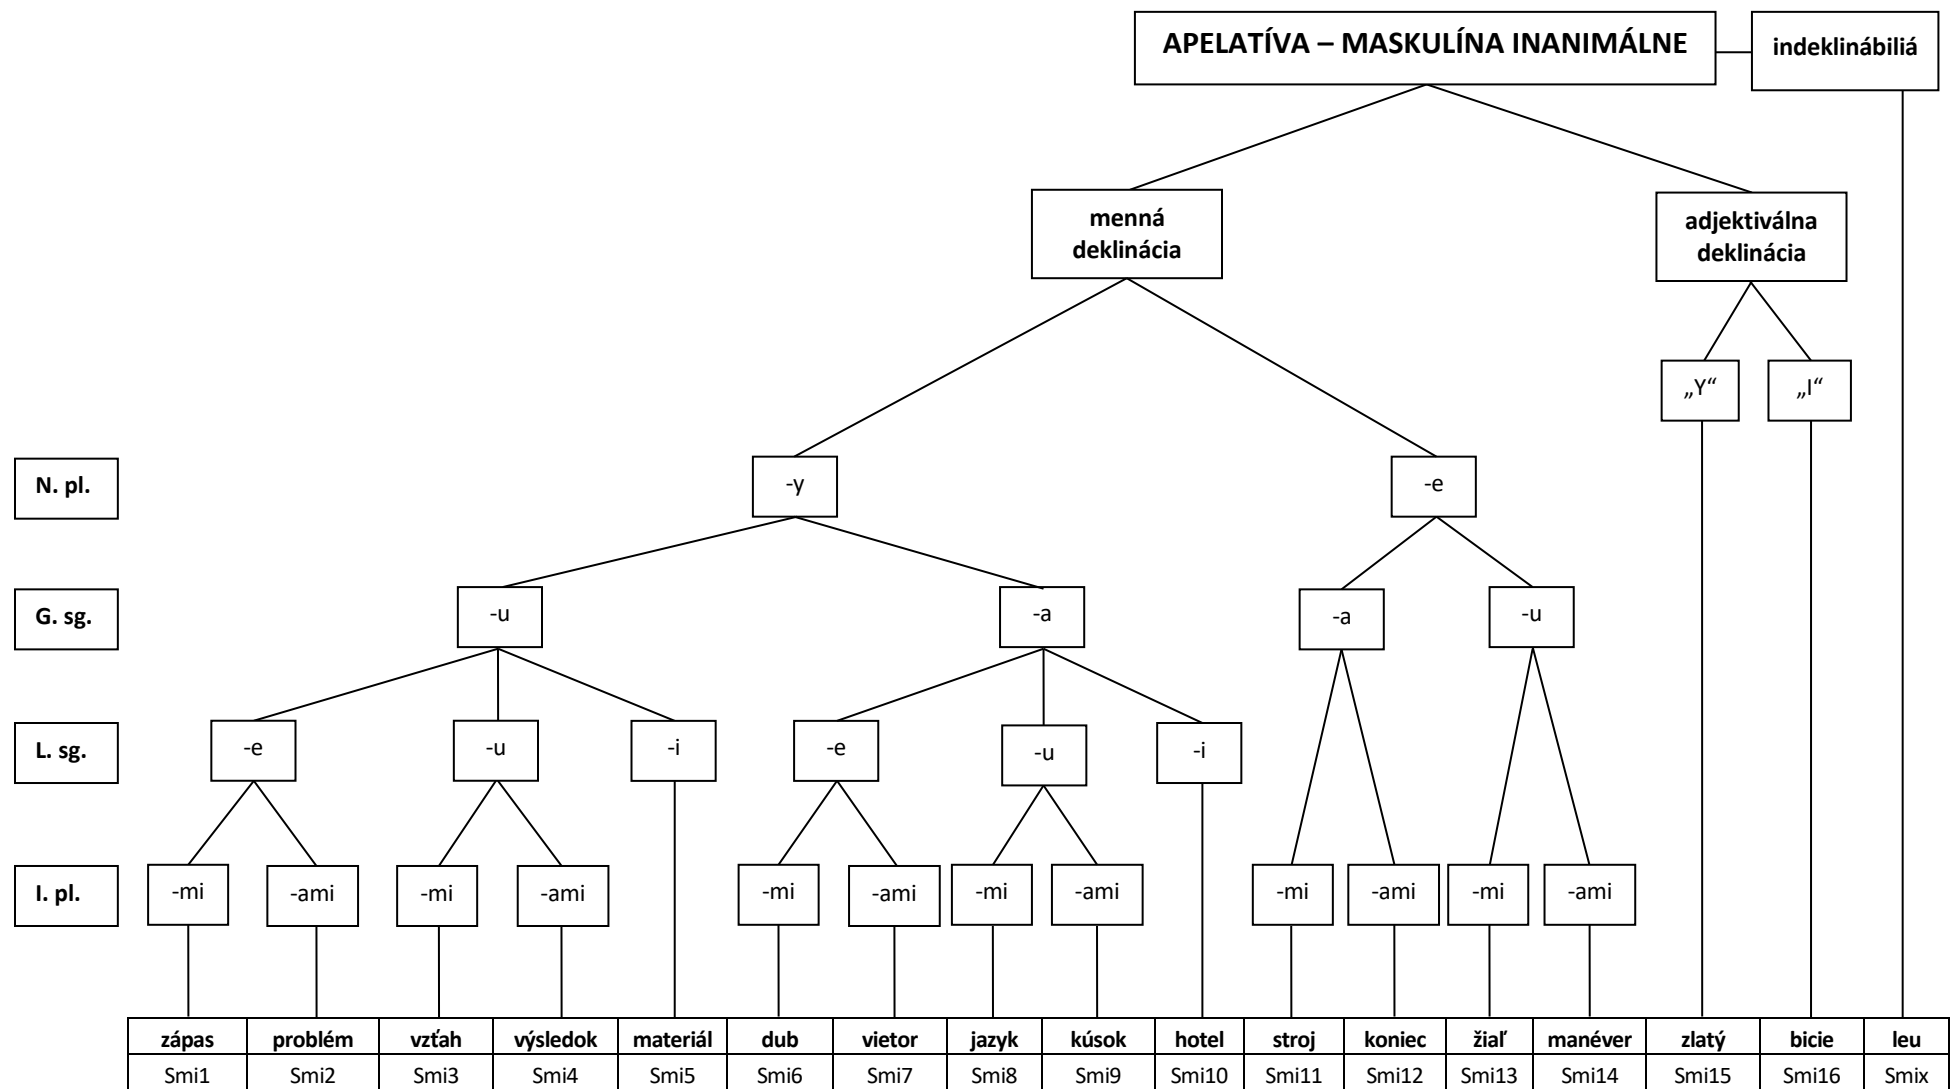 APELATÍVA – MASKULÍNA INANIMÁLNE
indeklinábiliá
menná
deklinácia
adjektiválna
deklinácia
„Y“
„I“
N. pl.
-y
-e
G. sg.
-u
-a
-a
-u
L. sg.
-e
-u
-i
-e
-u
-i
I. pl.
-mi
-ami
-mi
-ami
-mi
-ami
-mi
-ami
-mi
-ami
-mi
-ami
zápas problém vzťah výsledok materiál dub vietor jazyk kúsok hotel stroj koniec žiaľ manéver zlatý bicie leu
Smi1 Smi2 Smi3 Smi4 Smi5 Smi6 Smi7 Smi8 Smi9 Smi10 Smi11 Smi12 Smi13 Smi14 Smi15 Smi16 Smix